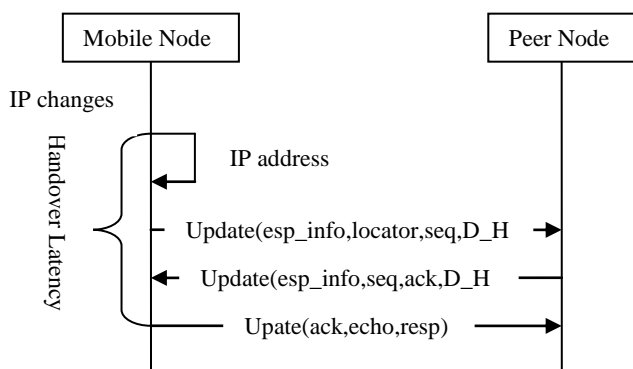 Mobile Node
Peer Node
IP changes
Handover Latency
IP address
Update(esp_info,locator,seq,D_H
Update(esp_info,seq,ack,D_H
Upate(ack,echo,resp)